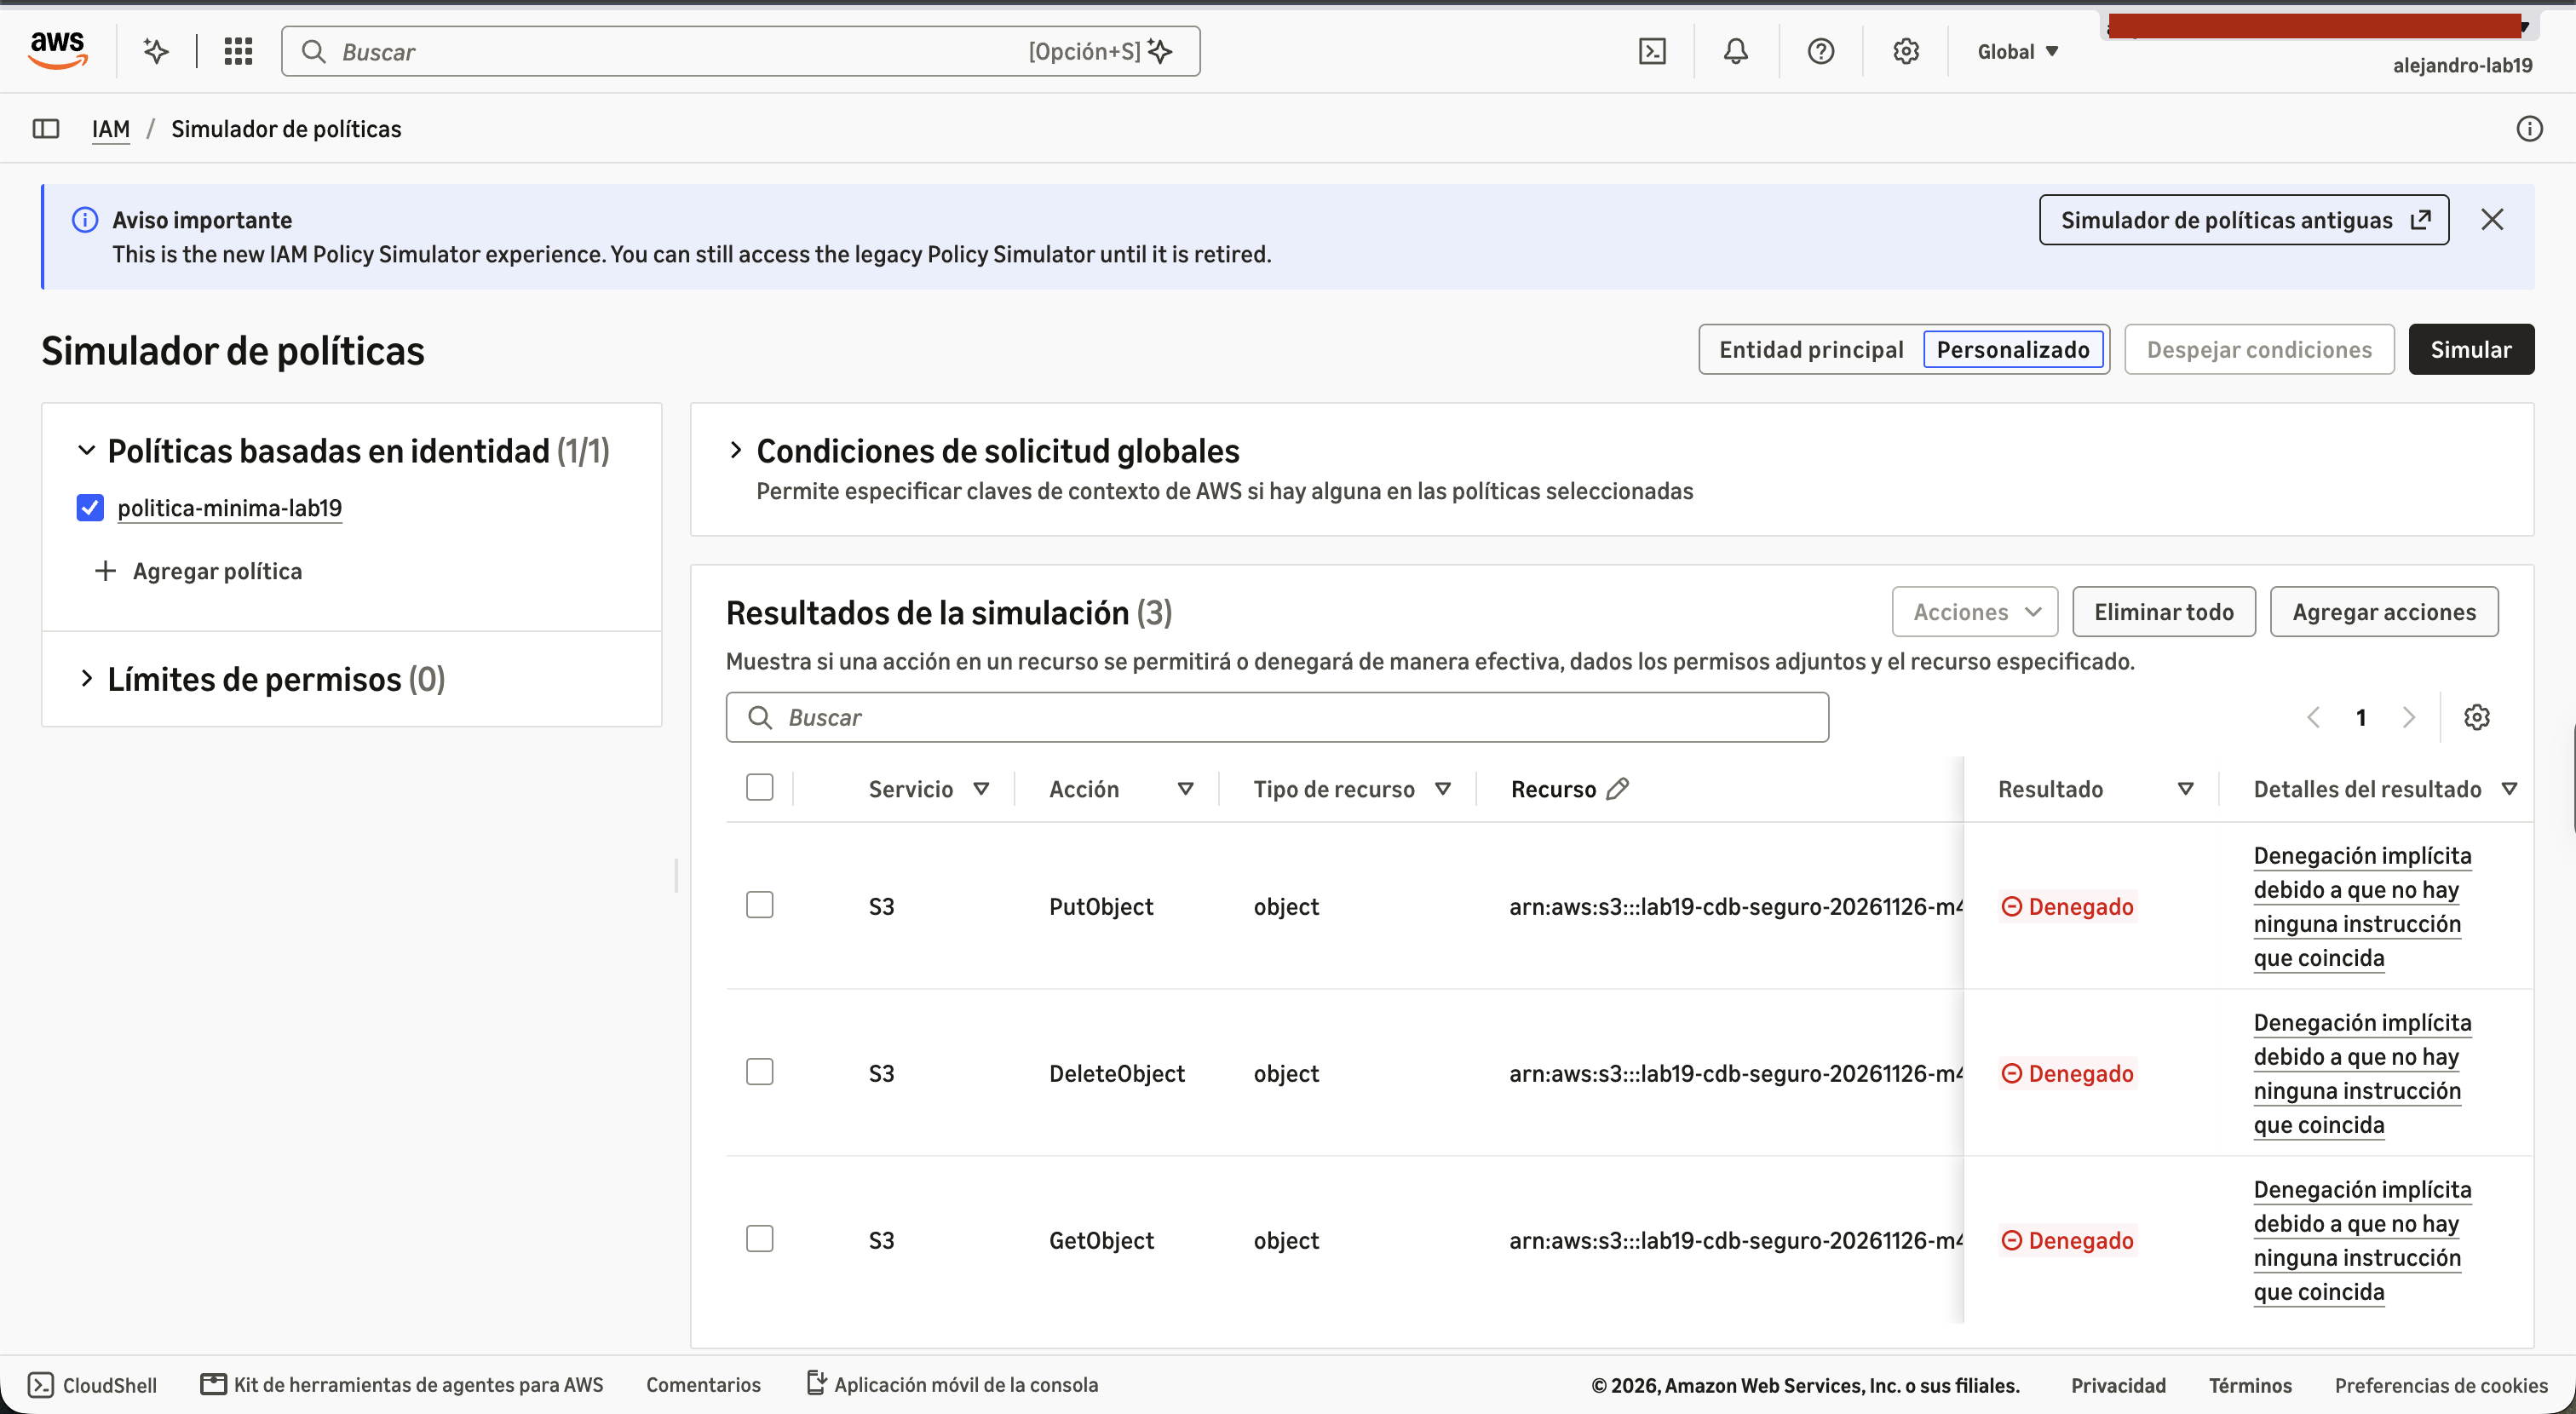 aws
Buscar
[Opción+S]
Global
alejandro-lab19
IAM / Simulador de políticas
Aviso importante
This is the new IAM Policy Simulator experience. You can still access the legacy Policy Simulator until it is retired.
Simulador de políticas antiguas
Simulador de políticas
Entidad principal
Personalizado
Despejar condiciones
Simular
Políticas basadas en identidad (1/1)
politica-minima-lab19
Agregar política
Límites de permisos (0)
Condiciones de solicitud globales
Permite especificar claves de contexto de AWS si hay alguna en las políticas seleccionadas
Resultados de la simulación (3)
Acciones
Eliminar todo
Agregar acciones
Muestra si una acción en un recurso se permitirá o denegará de manera efectiva, dados los permisos adjuntos y el recurso especificado.
Buscar
1
Servicio Acción Tipo de recurso Recurso Resultado Detalles del resultado
S3 PutObject object arn:aws:s3:::lab19-cdb-seguro-20261126-m4 Denegado
Denegación implícita
debido a que no hay
ninguna instrucción
que coincida
S3 DeleteObject object arn:aws:s3:::lab19-cdb-seguro-20261126-m4 Denegado
Denegación implícita
debido a que no hay
ninguna instrucción
que coincida
S3 GetObject object arn:aws:s3:::lab19-cdb-seguro-20261126-m4 Denegado
Denegación implícita
debido a que no hay
ninguna instrucción
que coincida
CloudShell
Kit de herramientas de agentes para AWS
Comentarios
Aplicación móvil de la consola
© 2026, Amazon Web Services, Inc. o sus filiales.
Privacidad
Términos
Preferencias de cookies